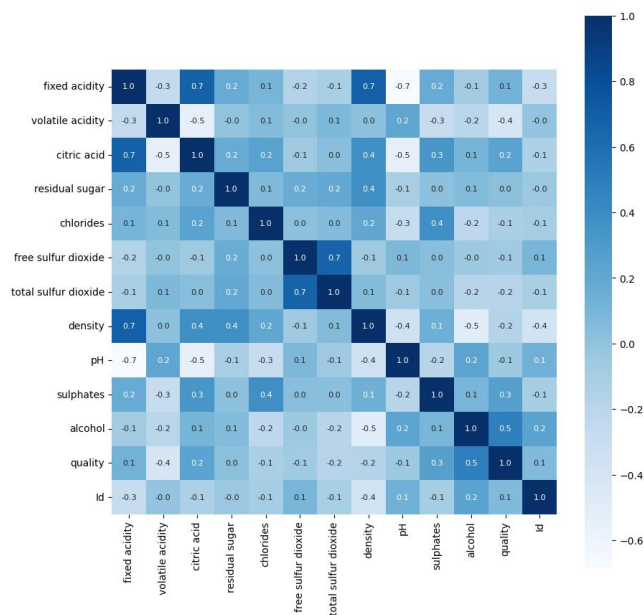 fixed acidity 1.0 -0.3 0.7 0.2 0.1 -0.2 -0.1 0.7 -0.7 0.2 -0.1 0.1 -0.3
volatile acidity -0.3 1.0 -0.5 -0.0 0.1 -0.0 0.1 0.0 0.2 -0.3 -0.2 -0.4 -0.0
citric acid 0.7 -0.5 1.0 0.2 0.2 -0.1 0.0 0.4 -0.5 0.3 0.1 0.2 -0.1
residual sugar 0.2 -0.0 0.2 1.0 0.1 0.2 0.2 0.4 -0.1 0.0 0.1 0.0 -0.0
chlorides 0.1 0.1 0.2 0.1 1.0 0.0 0.0 0.2 -0.3 0.4 -0.2 -0.1 -0.1
free sulfur dioxide -0.2 -0.0 -0.1 0.2 0.0 1.0 0.7 -0.1 0.1 0.0 -0.0 -0.1 0.1
total sulfur dioxide -0.1 0.1 0.0 0.2 0.0 0.7 1.0 0.1 -0.1 0.0 -0.2 -0.2 -0.1
density 0.7 0.0 0.4 0.4 0.2 -0.1 0.1 1.0 -0.4 0.1 -0.5 -0.2 -0.4
pH -0.7 0.2 -0.5 -0.1 -0.3 0.1 -0.1 -0.4 1.0 -0.2 0.2 -0.1 0.1
sulphates 0.2 -0.3 0.3 0.0 0.4 0.0 0.0 0.1 -0.2 1.0 0.1 0.3 -0.1
alcohol -0.1 -0.2 0.1 0.1 -0.2 -0.0 -0.2 -0.5 0.2 0.1 1.0 0.5 0.2
quality 0.1 -0.4 0.2 0.0 -0.1 -0.1 -0.2 -0.2 -0.1 0.3 0.5 1.0 0.1
Id -0.3 -0.0 -0.1 -0.0 -0.1 0.1 -0.1 -0.4 0.1 -0.1 0.2 0.1 1.0
fixed acidity
volatile acidity
citric acid
residual sugar
chlorides
free sulfur dioxide
total sulfur dioxide
density
pH
sulphates
alcohol
quality
Id
1.0
0.8
0.6
0.4
0.2
0.0
−0.2
−0.4
−0.6